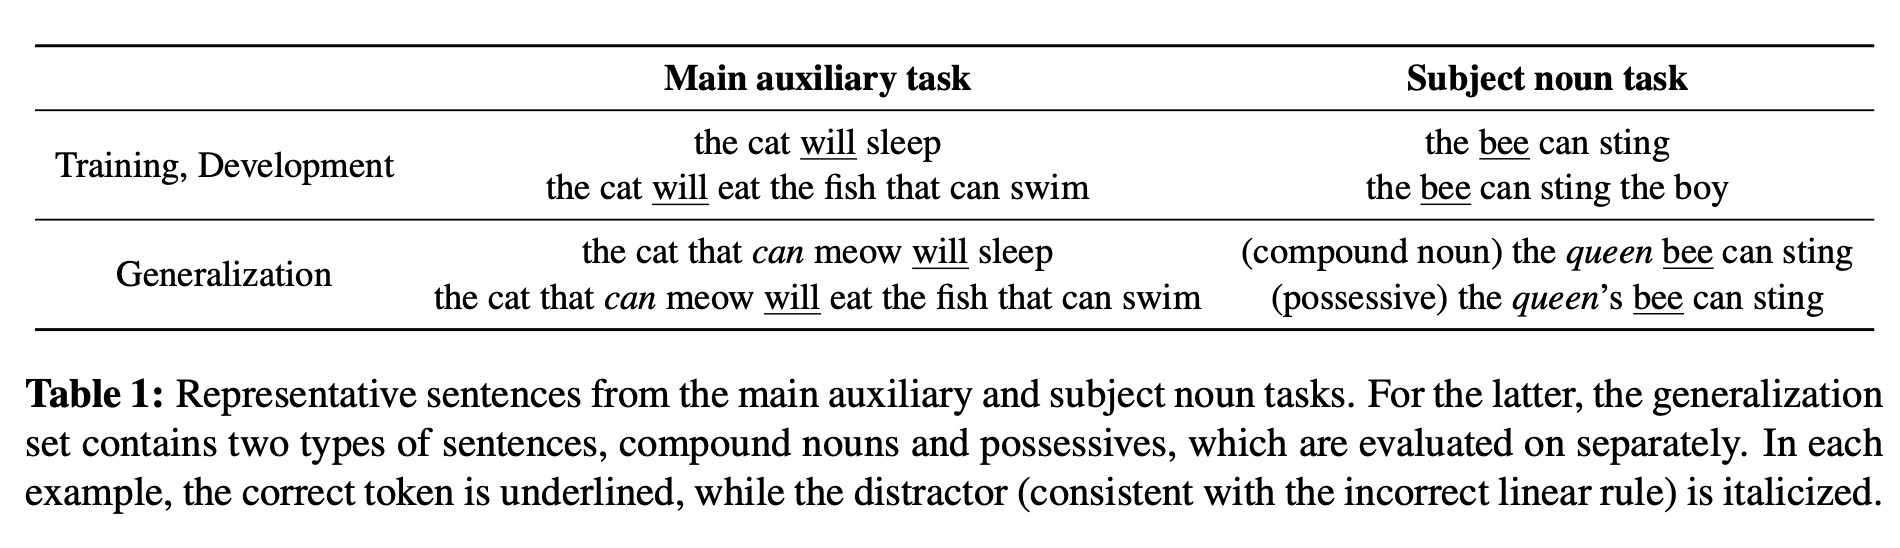 Main auxiliary task Subject noun task
Training, Development
the cat will sleep
the cat will eat the fish that can swim
the bee can sting
the bee can sting the boy
Generalization
the cat that can meow will sleep
the cat that can meow will eat the fish that can swim
(compound noun) the queen bee can sting
(possessive) the queen's bee can sting
Table 1: Representative sentences from the main auxiliary and subject noun tasks. For the latter, the generalization
set contains two types of sentences, compound nouns and possessives, which are evaluated on separately. In each
example, the correct token is underlined, while the distractor (consistent with the incorrect linear rule) is italicized.